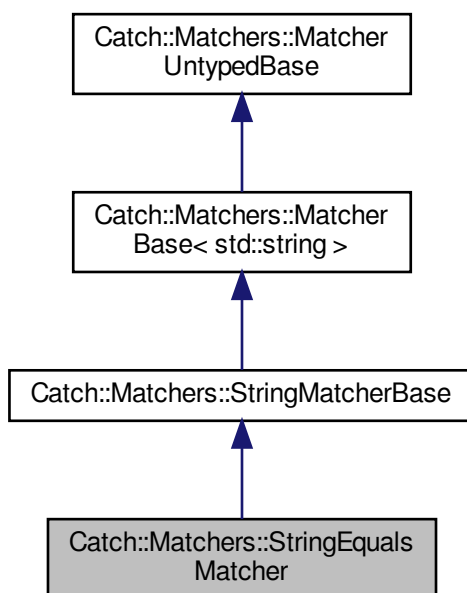 Catch::Matchers::Matcher
UntypedBase
Catch::Matchers::Matcher
Base< std::string >
Catch::Matchers::StringMatcherBase
Catch::Matchers::StringEquals
Matcher